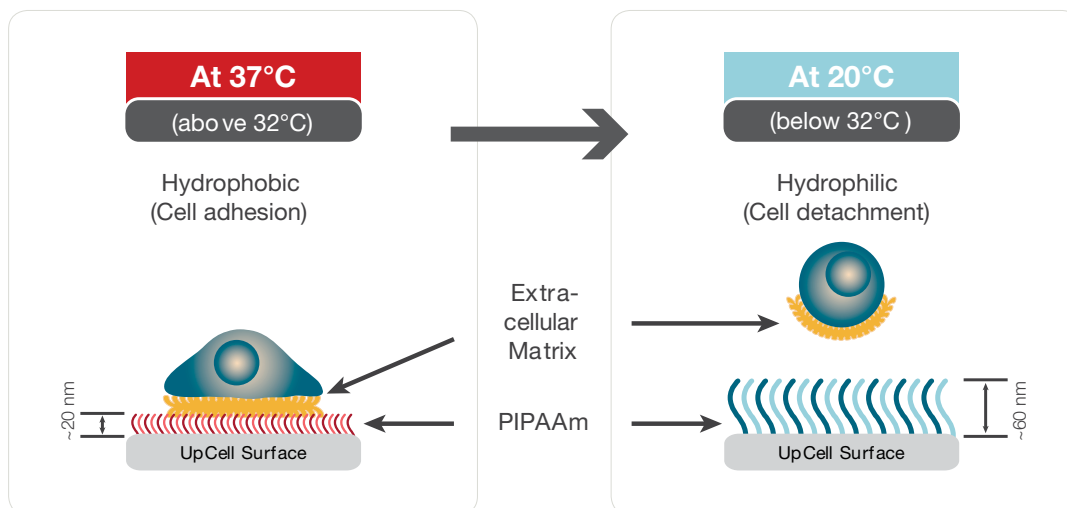 At 37°C
(abo ve 32°C)
Hydrophobic
(Cell adhesion)
~20 nm
UpCell Surface
Extra-
cellular
Matrix
PIPAAm
At 20°C
(below 32°C )
Hydrophilic
(Cell detachment)
~60 nm
UpCell Surface